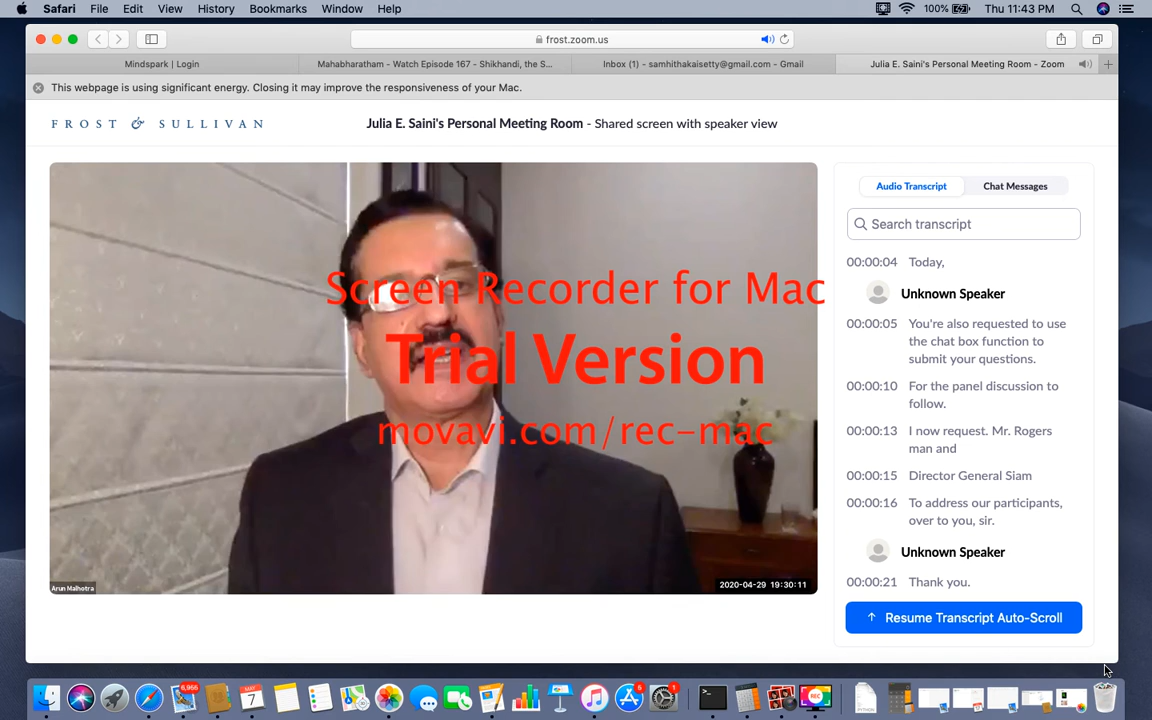 Safari File Edit View History Bookmarks Window Help 100% Thu 11:43 PM
frost.zoom.us
Mindspark | Login Mahabharatham - Watch Episode 167 - Shikhandi, the S... Inbox (1) - samhithakaisetty@gmail.com - Gmail Julia E. Saini's Personal Meeting Room - Zoom
This webpage is using significant energy. Closing it may improve the responsiveness of your Mac.
FROST & SULLIVAN Julia E. Saini's Personal Meeting Room - Shared screen with speaker view
Screen Recorder for Mac
Trial Version
movavi.com/rec-mac
Arun Malhotra 2020-04-29 19:30:11
Audio Transcript Chat Messages
Search transcript
00:00:04 Today,
Unknown Speaker
00:00:05 You're also requested to use
the chat box function to
submit your questions.
00:00:10 For the panel discussion to
follow.
00:00:13 I now request. Mr. Rogers
man and
00:00:15 Director General Siam
00:00:16 To address our participants,
over to you, sir.
Unknown Speaker
00:00:21 Thank you.
↑ Resume Transcript Auto-Scroll
6,966 MAY 7 6 1 REC PYTHON